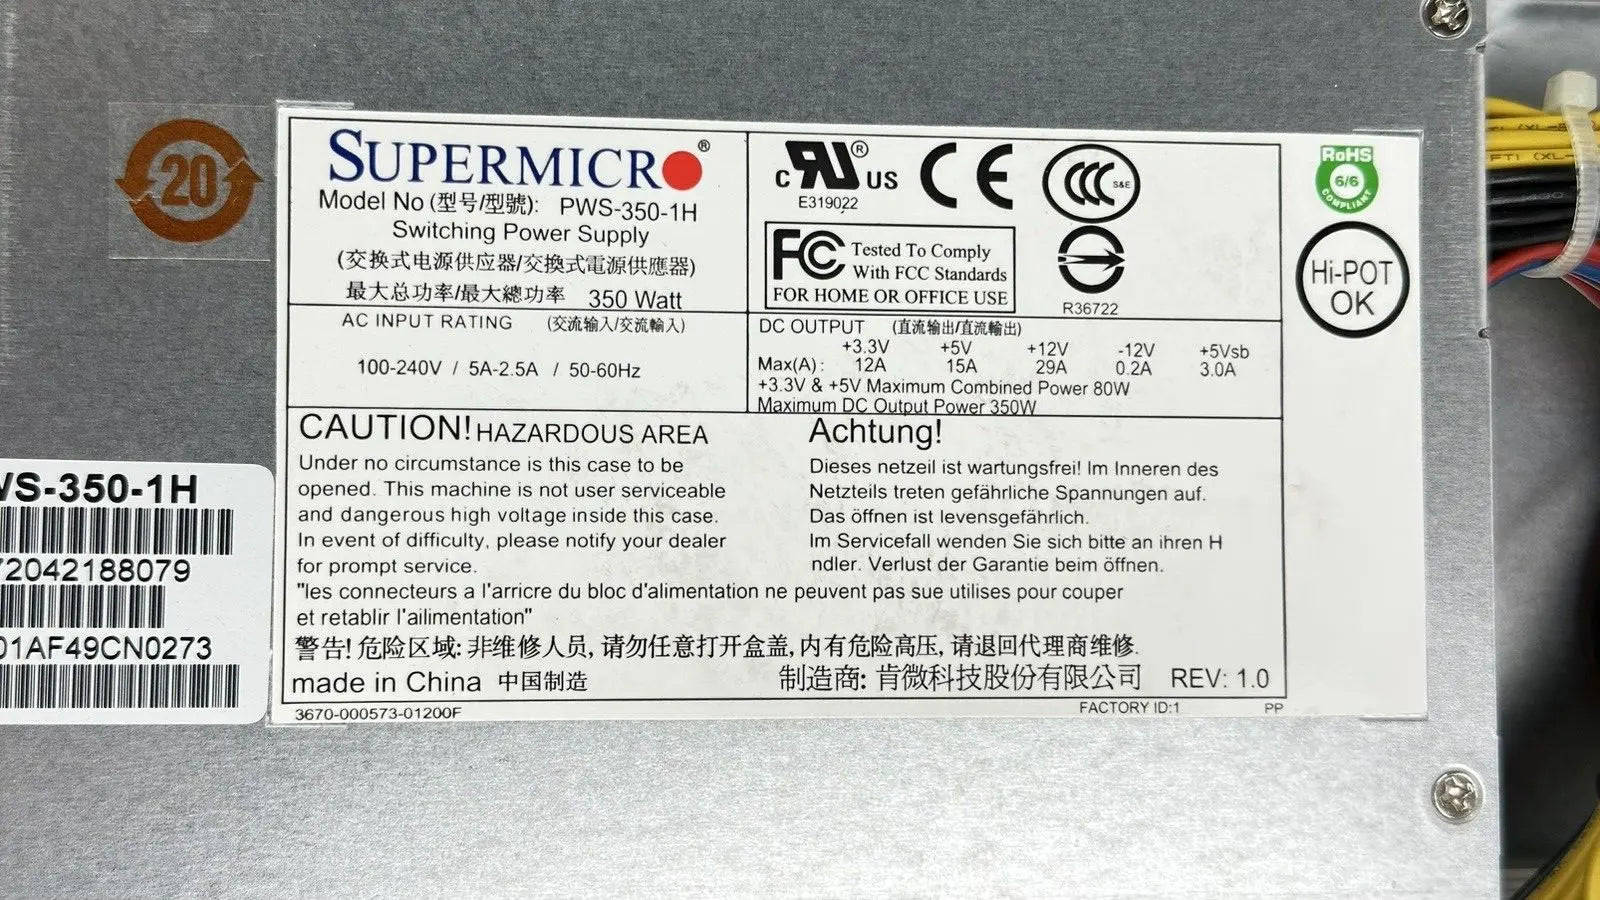 20
SUPERMICRO®
Model No (型号/型號): PWS-350-1H
Switching Power Supply
(交换式电源供应器/交換式電源供應器)
最大总功率/最大總功率 350 Watt
AC INPUT RATING (交流输入/交流輸入)
100-240V / 5A-2.5A / 50-60Hz
c RU ® US
E319022
CE
CCC S&E
FC Tested To Comply
With FCC Standards
FOR HOME OR OFFICE USE
R36722
RoHS
6/6
COMPLIANT
Hi-POT
OK
DC OUTPUT (直流输出/直流輸出)
+3.3V +5V +12V -12V +5Vsb
Max(A): 12A 15A 29A 0.2A 3.0A
+3.3V & +5V Maximum Combined Power 80W
Maximum DC Output Power 350W
CAUTION! HAZARDOUS AREA
Under no circumstance is this case to be
opened. This machine is not user serviceable
and dangerous high voltage inside this case.
In event of difficulty, please notify your dealer
for prompt service.
Achtung!
Dieses netzeil ist wartungsfrei! Im Inneren des
Netzteils treten gefährliche Spannungen auf.
Das öffnen ist levensgefährlich.
Im Servicefall wenden Sie sich bitte an ihren H
ndler. Verlust der Garantie beim öffnen.
"les connecteurs a l'arricre du bloc d'alimentation ne peuvent pas sue utilises pour couper
et retablir l'ailimentation"
警告! 危险区域: 非维修人员, 请勿任意打开盒盖, 内有危险高压, 请退回代理商维修.
made in China 中国制造 制造商: 肯微科技股份有限公司 REV: 1.0
3670-000573-01200F FACTORY ID:1 PP
WS-350-1H
72042188079
01AF49CN0273